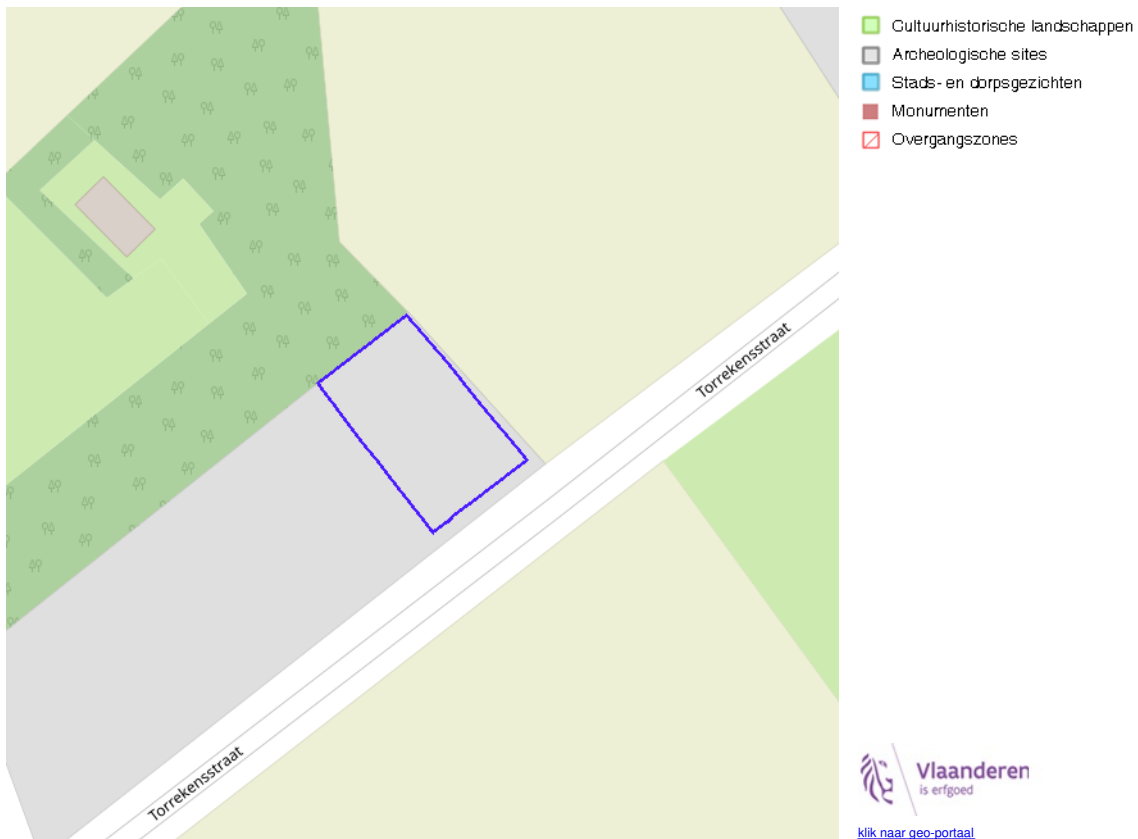 Cultuurhistorische landschappen
Archeologische sites
Stads- en dorpsgezichten
Monumenten
Overgangszones
Torrekensstraat
Torrekensstraat
Vlaanderen
is erfgoed
klik naar geo-portaal